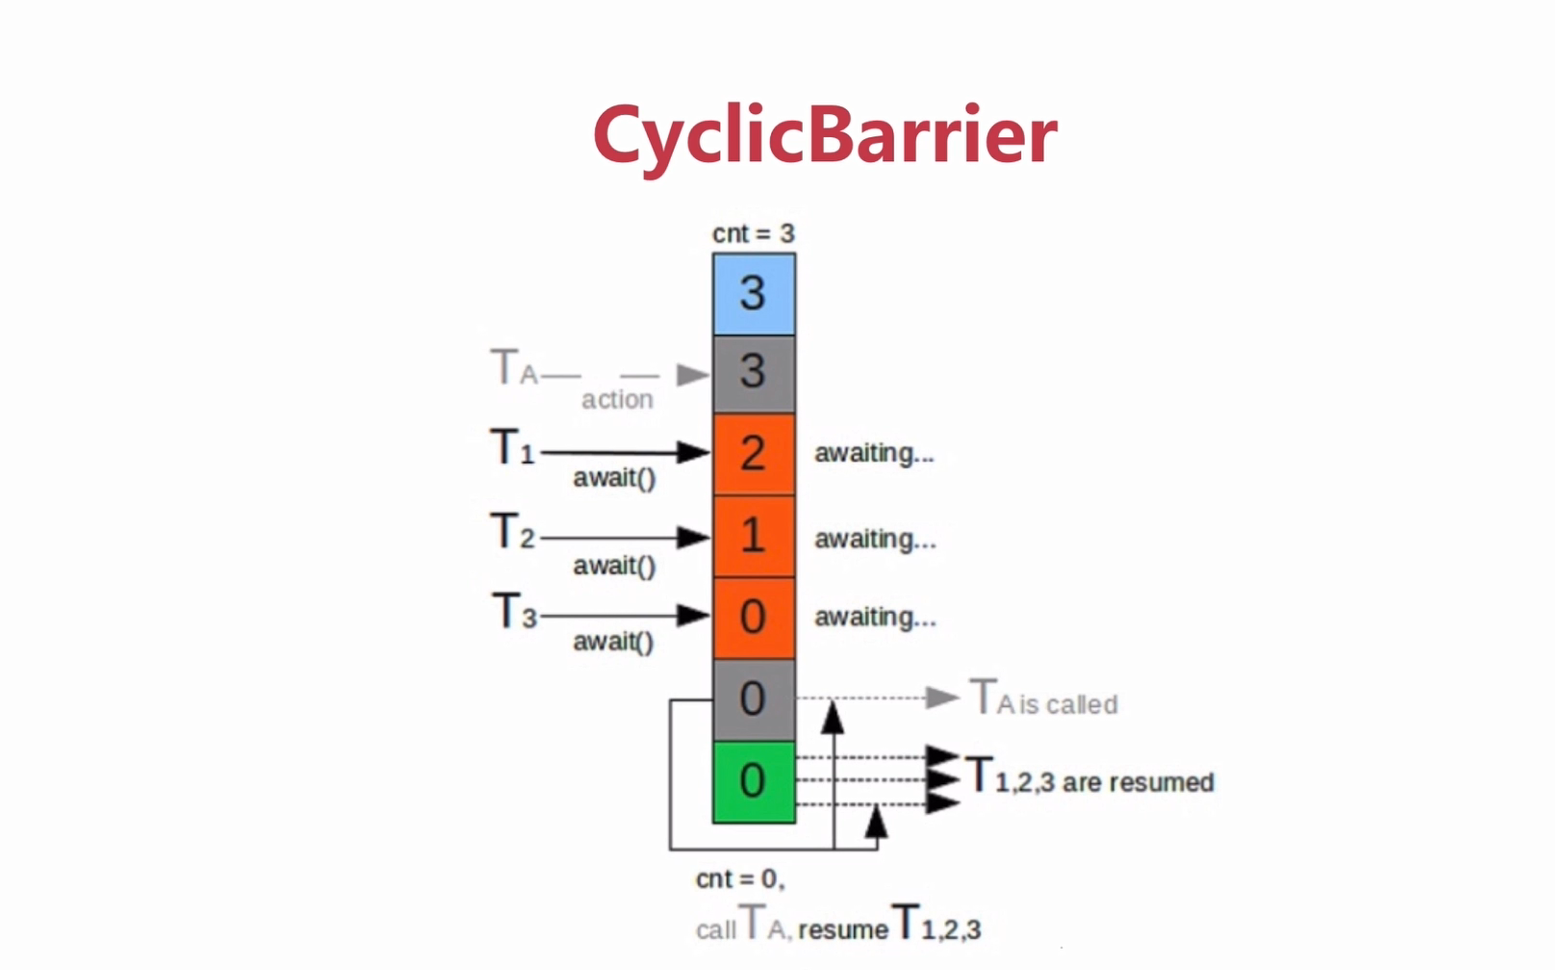 CyclicBarrier
cnt = 3
3
TA
action
3
T1
await()
2
awaiting...
T2
await()
1
awaiting...
T3
await()
0
awaiting...
0
TA is called
0
T1,2,3 are resumed
cnt = 0,
call TA, resume T1,2,3